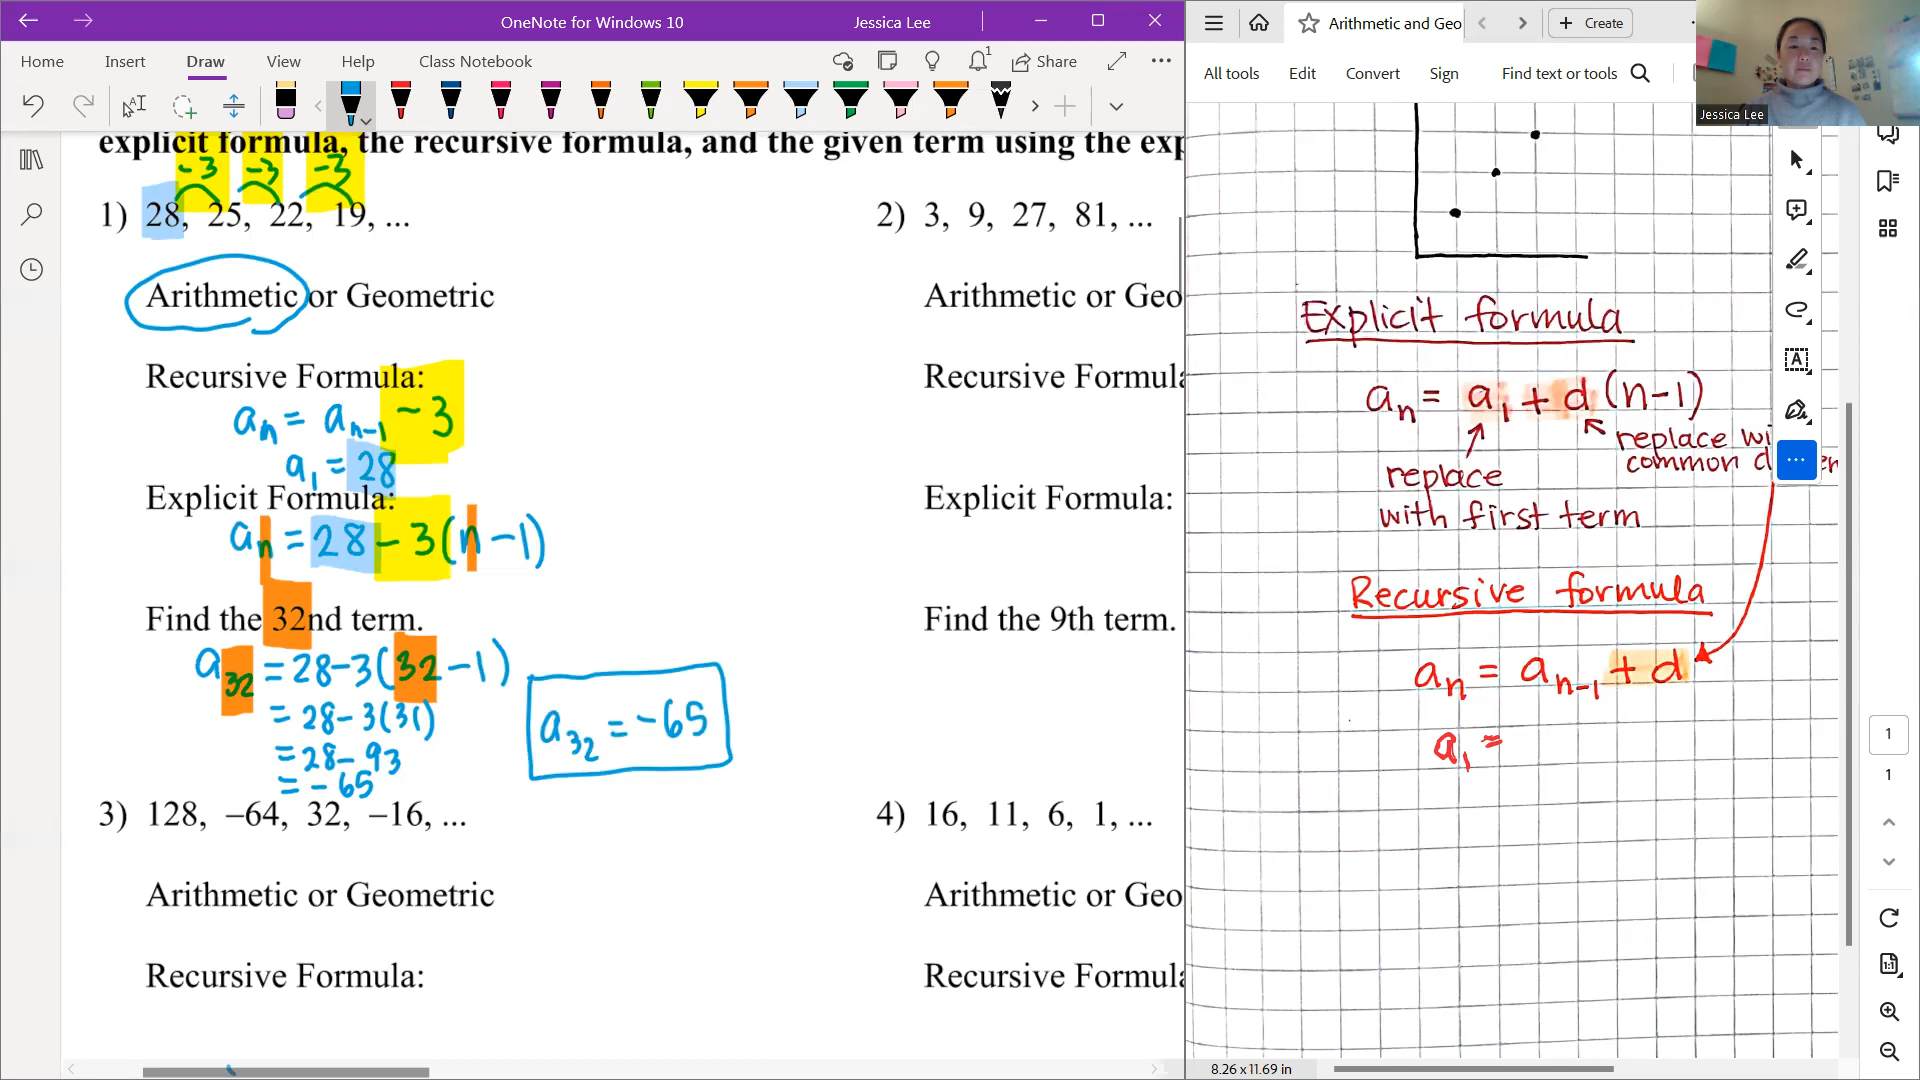 OneNote for Windows 10
Jessica Lee
Home Insert Draw View Help Class Notebook
1
Share
explicit formula, the recursive formula, and the given term using the exp
-3 -3 -3
1) 28, 25, 22, 19, ...
Arithmetic or Geometric
Recursive Formula:
aₙ = aₙ₋₁ - 3
a₁ = 28
Explicit Formula:
aₙ = 28 - 3(n - 1)
Find the 32nd term.
a₃₂ = 28 - 3(32 - 1)
= 28 - 3(31)
= 28 - 93
= - 65
a₃₂ = -65
2) 3, 9, 27, 81, ...
Arithmetic or Geo
Recursive Formula
Explicit Formula:
Find the 9th term.
3) 128, –64, 32, –16, ...
Arithmetic or Geometric
Recursive Formula:
4) 16, 11, 6, 1, ...
Arithmetic or Geo
Recursive Formula
Arithmetic and Geo
Create
All tools Edit Convert Sign Find text or tools
Jessica Lee
Explicit formula
aₙ = a₁ + d (n-1)
replace
with first term
replace wi
common d
Recursive formula
aₙ = aₙ₋₁ + d
a₁ =
1
1
8.26 x 11.69 in